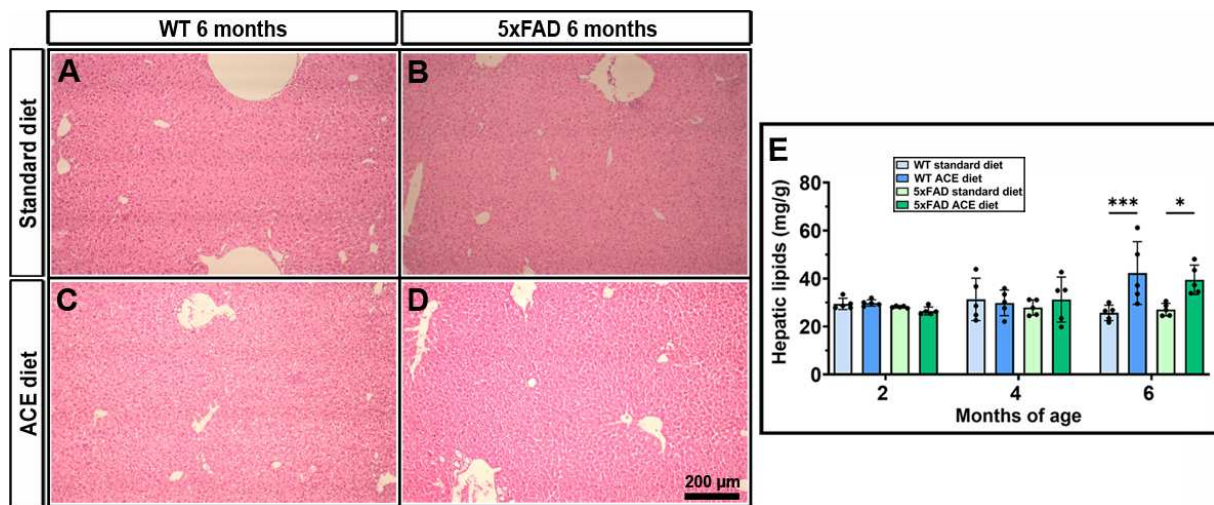 WT 6 months
5xFAD 6 months
Standard diet
A
B
ACE diet
C
D
200 µm
E
WT standard diet
WT ACE diet
5xFAD standard diet
5xFAD ACE diet
Hepatic lipids (mg/g)
80
60
40
20
0
*** *
2 4 6
Months of age